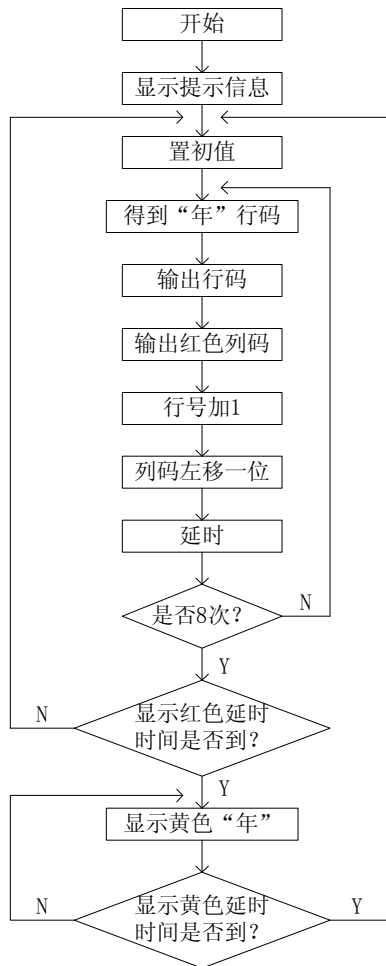 开始
显示提示信息
置初值
得到“年”行码
输出行码
输出红色列码
行号加1
列码左移一位
延时
是否8次?
N
Y
显示红色延时
时间是否到?
N
Y
显示黄色“年”
显示黄色延时
时间是否到?
N
Y